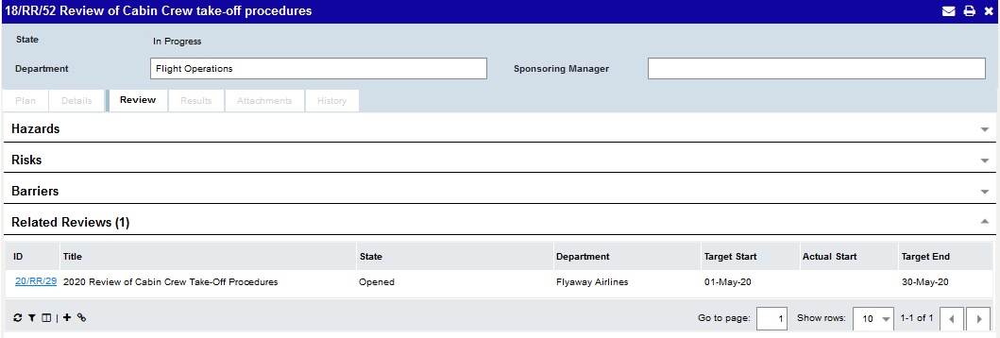 18/RR/52 Review of Cabin Crew take-off procedures
State In Progress
Department Flight Operations Sponsoring Manager
Plan Details Review Results Attachments History
Hazards
Risks
Barriers
Related Reviews (1)
ID Title State Department Target Start Actual Start Target End
20/RR/29 2020 Review of Cabin Crew Take-Off Procedures Opened Flyaway Airlines 01-May-20 30-May-20
Go to page: 1 Show rows: 10 1-1 of 1